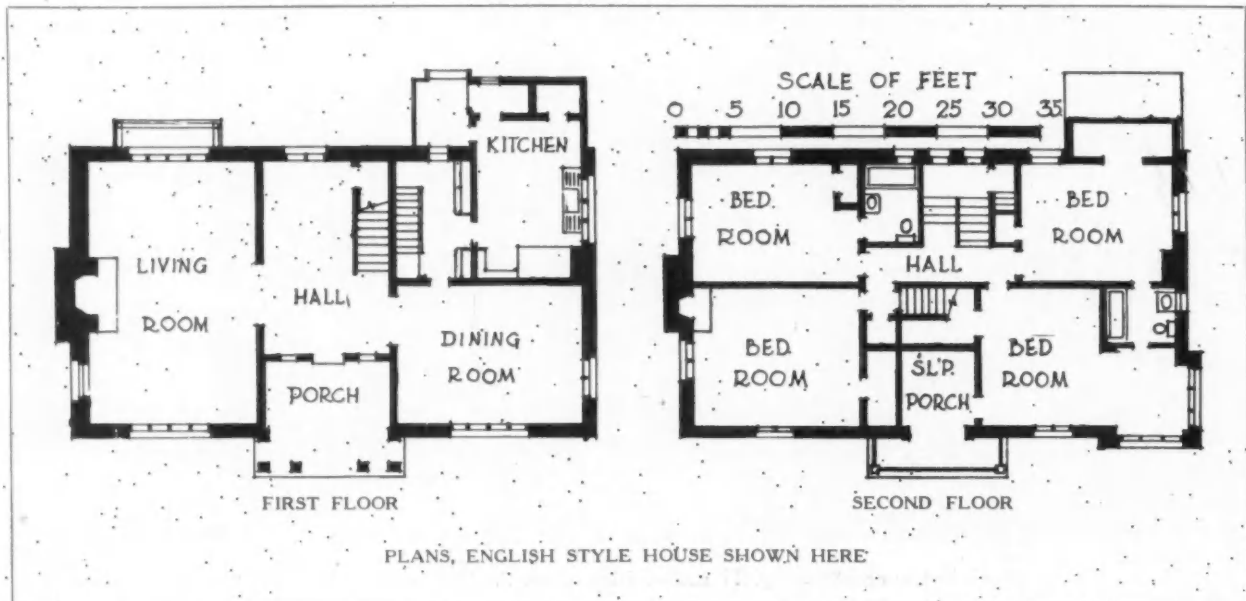 KITCHEN
LIVING
ROOM
HALL
DINING
ROOM
PORCH
FIRST FLOOR
SCALE OF FEET
0 5 10 15 20 25 30 35
BED
ROOM
BED
ROOM
HALL
BED
ROOM
SL'P.
PORCH
BED
ROOM
SECOND FLOOR
PLANS, ENGLISH STYLE HOUSE SHOWN HERE